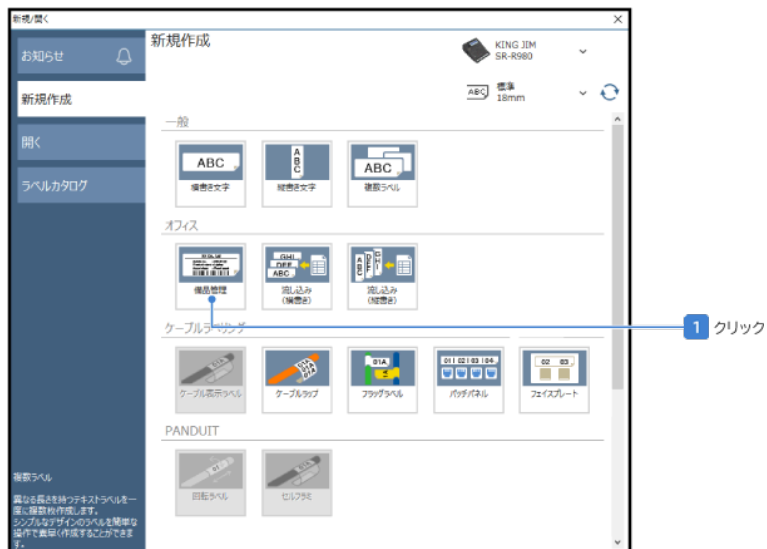 新規/開く
お知らせ
新規作成
開く
ラベルカタログ
新規作成
KING JIM
SR-R980
ABC
標準
18mm
一般
ABC
横書き文字
ABC
縦書き文字
ABC
複数ラベル
オフィス
備品管理
GHI
DEF
ABC
流し込み
(横書き)
流し込み
(縦書き)
1 クリック
ケーブルラベリング
ケーブル表示ラベル
01A
01A
01A
ケーブルラップ
01A
フラッグラベル
01 02 03 04
パッチパネル
02 03
フェイスプレート
PANDUIT
回転ラベル
セルフラミ
複数ラベル
異なる長さを持つテキストラベルを一
度に複数枚作成します。
シンプルなデザインのラベルを簡単な
操作で素早く作成することができま
す。